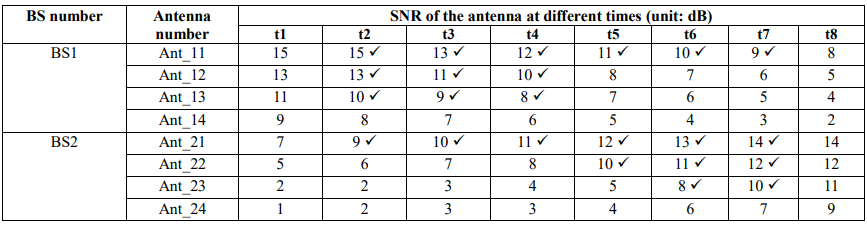 BS number Antenna number SNR of the antenna at different times (unit: dB)
t1 t2 t3 t4 t5 t6 t7 t8
BS1 Ant_11 15 15 ✓ 13 ✓ 12 ✓ 11 ✓ 10 ✓ 9 ✓ 8
Ant_12 13 13 ✓ 11 ✓ 10 ✓ 8 7 6 5
Ant_13 11 10 ✓ 9 ✓ 8 ✓ 7 6 5 4
Ant_14 9 8 7 6 5 4 3 2
BS2 Ant_21 7 9 ✓ 10 ✓ 11 ✓ 12 ✓ 13 ✓ 14 ✓ 14
Ant_22 5 6 7 8 10 ✓ 11 ✓ 12 ✓ 12
Ant_23 2 2 3 4 5 8 ✓ 10 ✓ 11
Ant_24 1 2 3 3 4 6 7 9